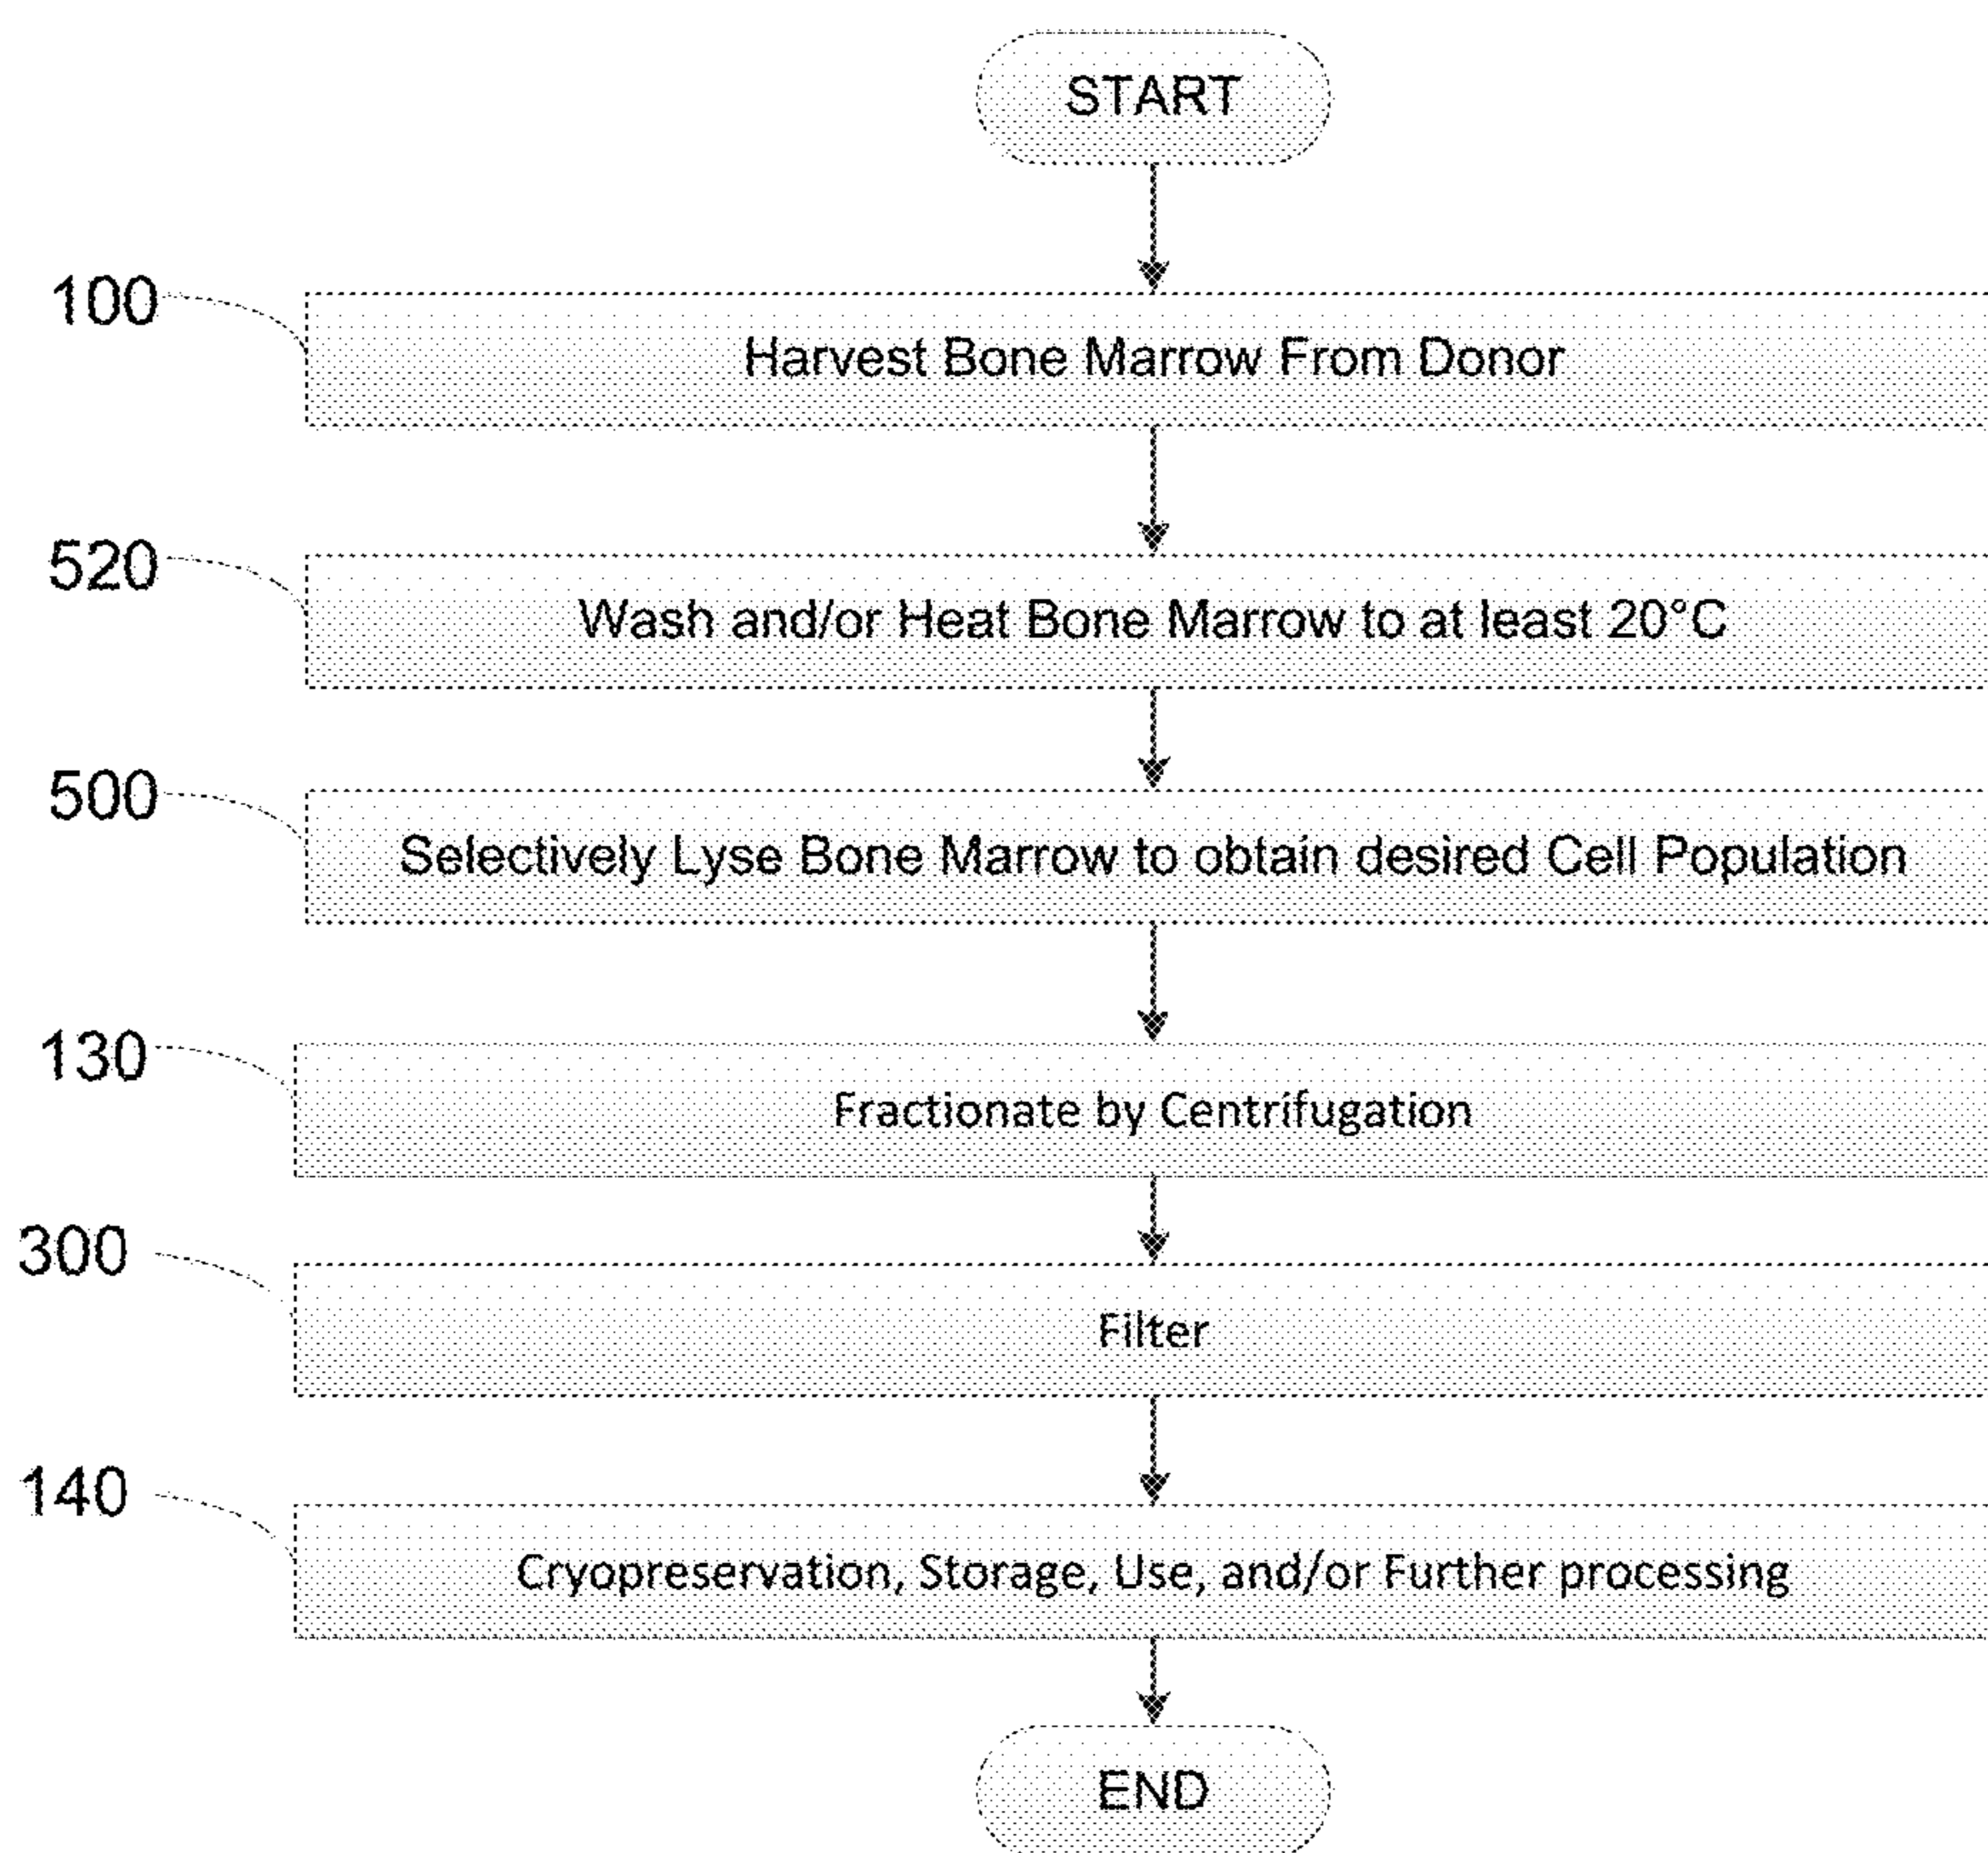 START
100
Harvest Bone Marrow From Donor
520
Wash and/or Heat Bone Marrow to at least 20°C
500
Selectively Lyse Bone Marrow to obtain desired Cell Population
130
Fractionate by Centrifugation
300
Filter
140
Cryopreservation, Storage, Use, and/or Further processing
END